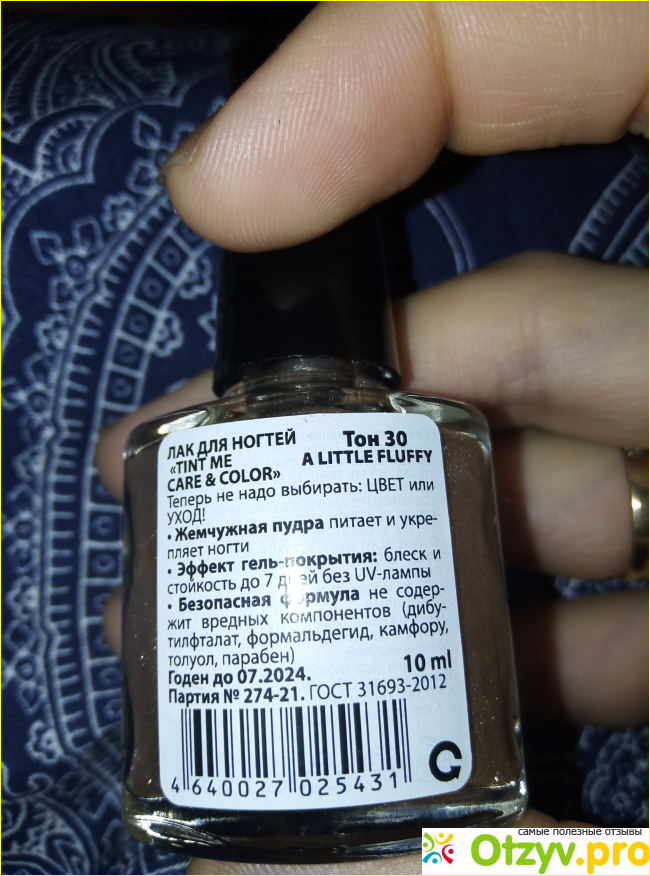 ЛАК ДЛЯ НОГТЕЙ
«TINT ME
CARE & COLOR»
Тон 30
A LITTLE FLUFFY
Теперь не надо выбирать: ЦВЕТ или
УХОД!
• Жемчужная пудра питает и укре-
пляет ногти
• Эффект гель-покрытия: блеск и
стойкость до 7 дней без UV-лампы
• Безопасная формула не содер-
жит вредных компонентов (дибу-
тилфталат, формальдегид, камфору,
толуол, парабен)
10 ml
Годен до 07.2024.
Партия № 274-21. ГОСТ 31693-2012
4 640027 025431
самые полезные отзывы
Otzyv.pro